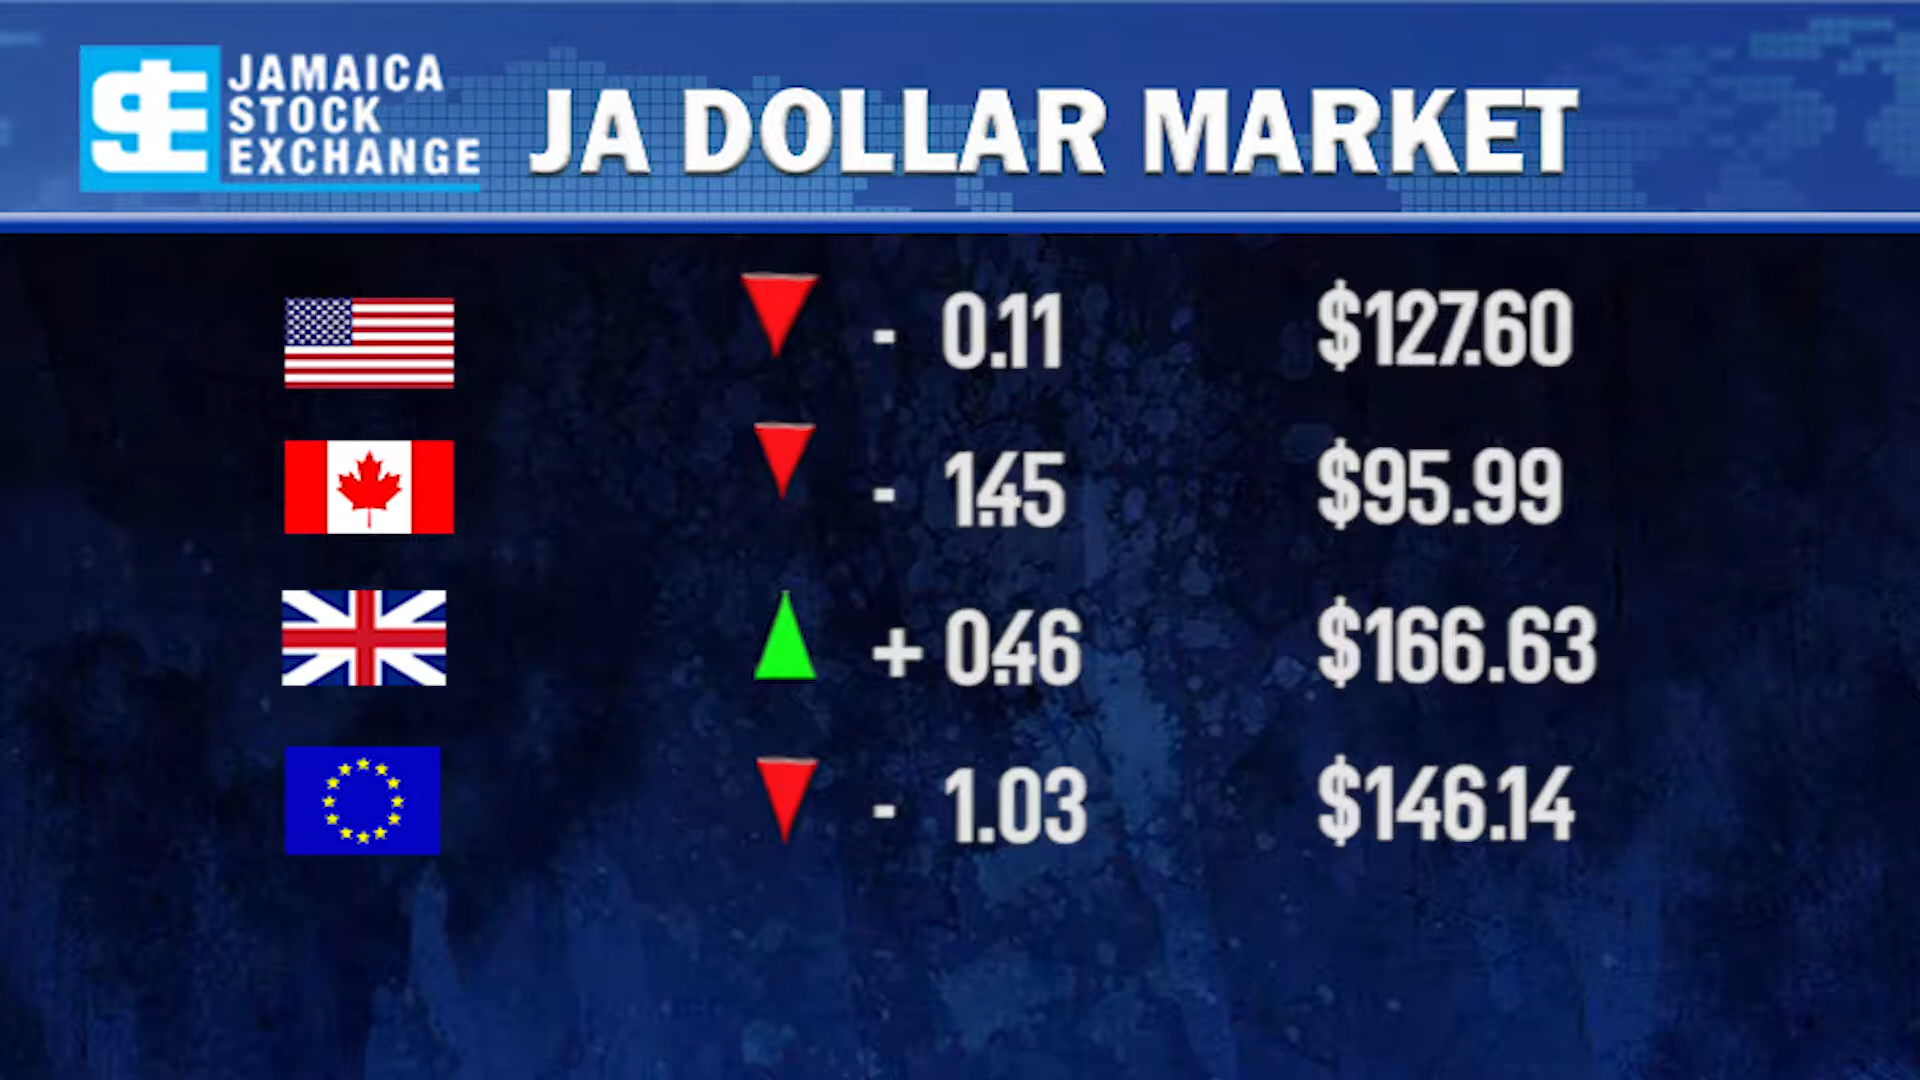 JAMAICA
STOCK
EXCHANGE
JA DOLLAR MARKET
- 0.11 $127.60
- 1.45 $95.99
+ 0.46 $166.63
- 1.03 $146.14